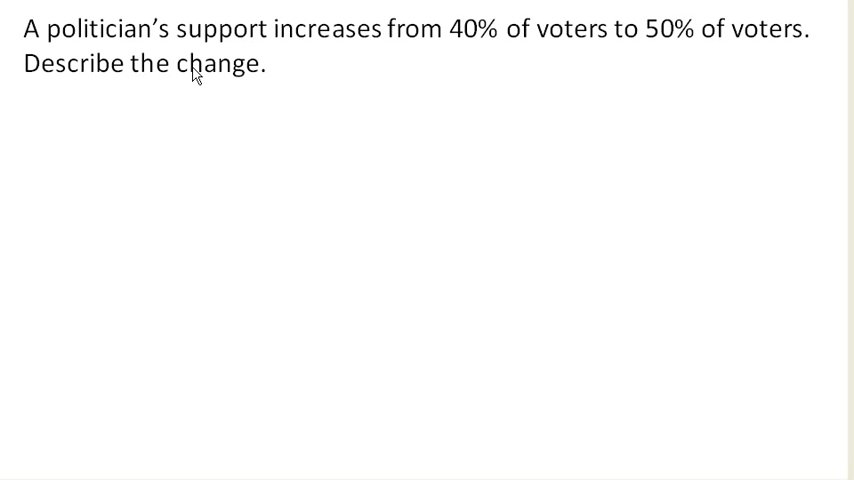 A politician’s support increases from 40% of voters to 50% of voters.
Describe the change.